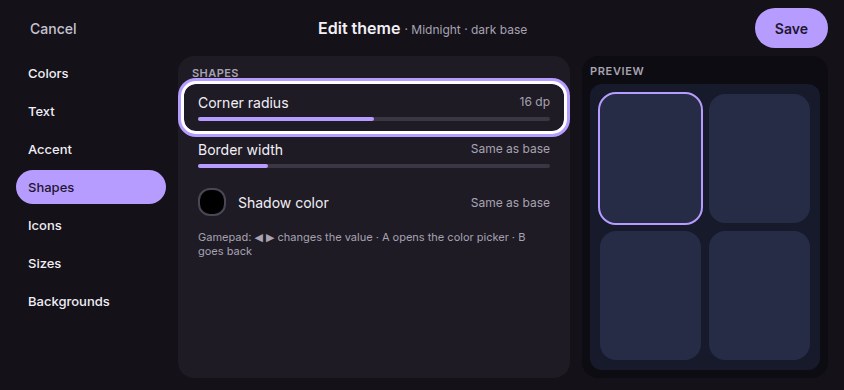 Cancel
Edit theme · Midnight · dark base
Save
Colors
Text
Accent
Shapes
Icons
Sizes
Backgrounds
SHAPES
Corner radius 16 dp
Border width Same as base
Shadow color Same as base
Gamepad: ◀ ▶ changes the value · A opens the color picker · B
goes back
PREVIEW